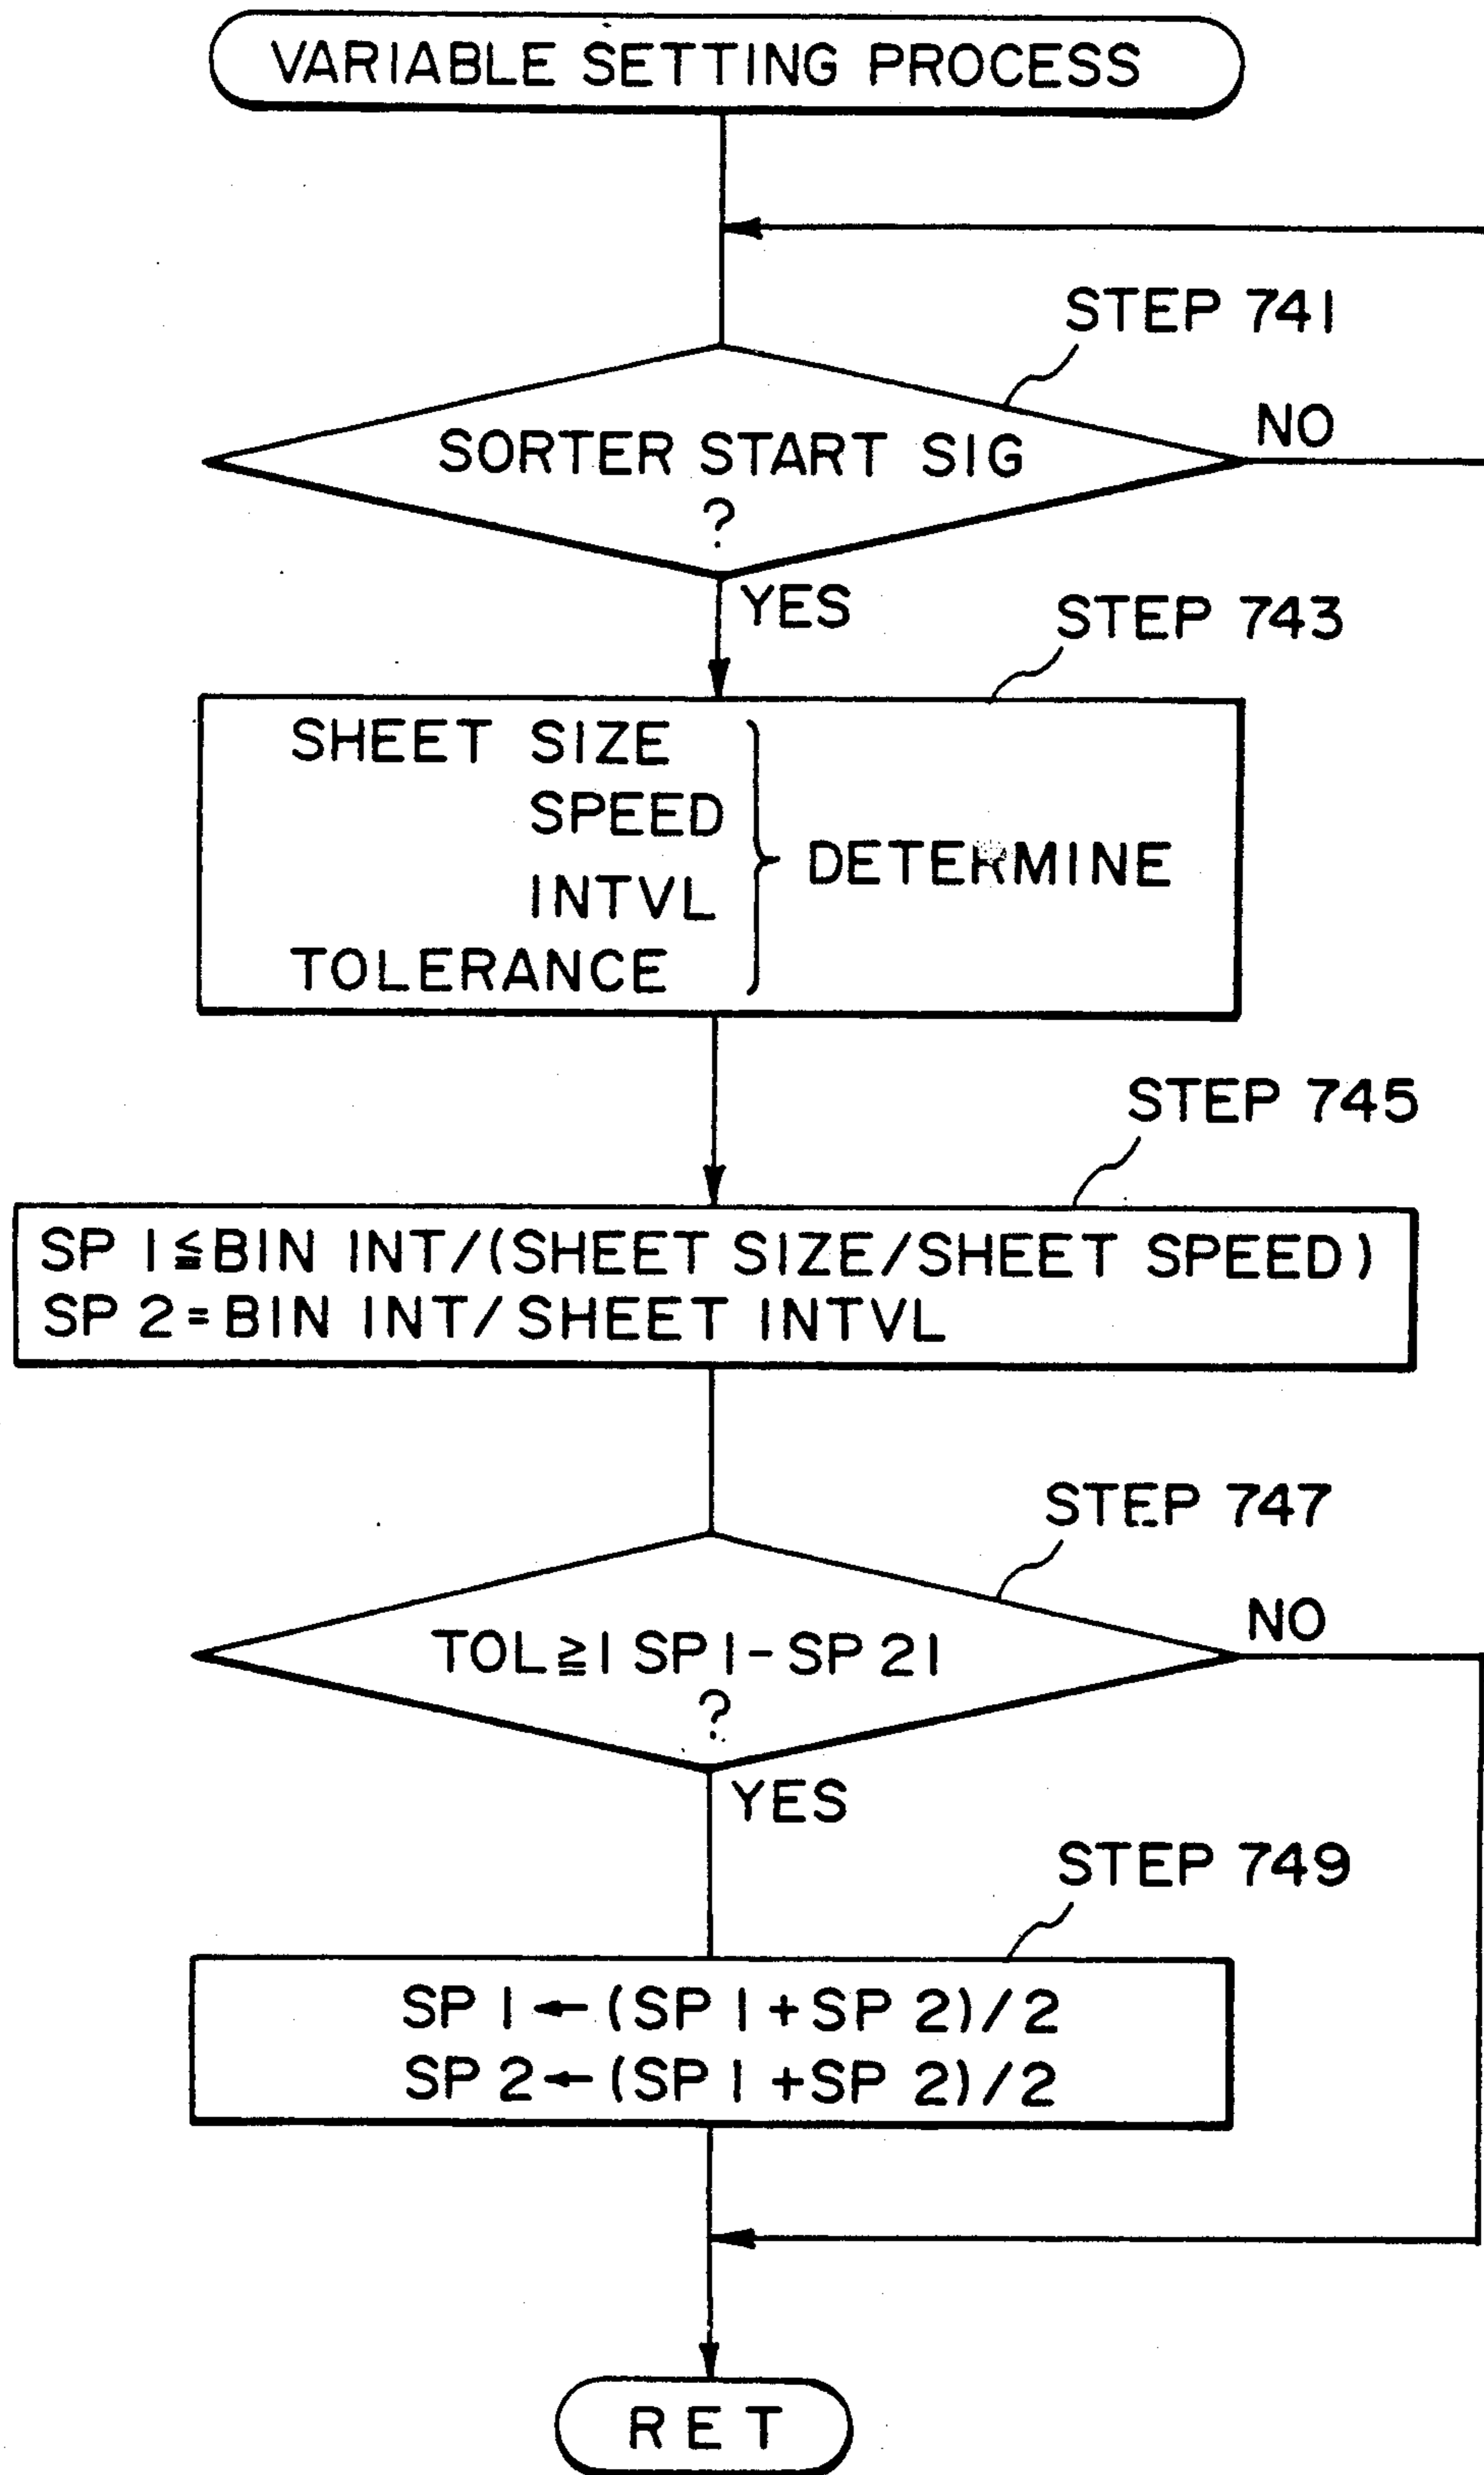 VARIABLE SETTING PROCESS
STEP 741
SORTER START SIG
NO
?
YES
STEP 743
SHEET SIZE
SPEED
INTVL
DETERMINE
TOLERANCE
STEP 745
SP 1≦BIN INT/(SHEET SIZE/SHEET SPEED)
SP 2=BIN INT/SHEET INTVL
STEP 747
TOL≧|SP1-SP2|
NO
?
YES
STEP 749
SP 1←(SP 1+SP 2)/2
SP 2←(SP 1+SP 2)/2
RET